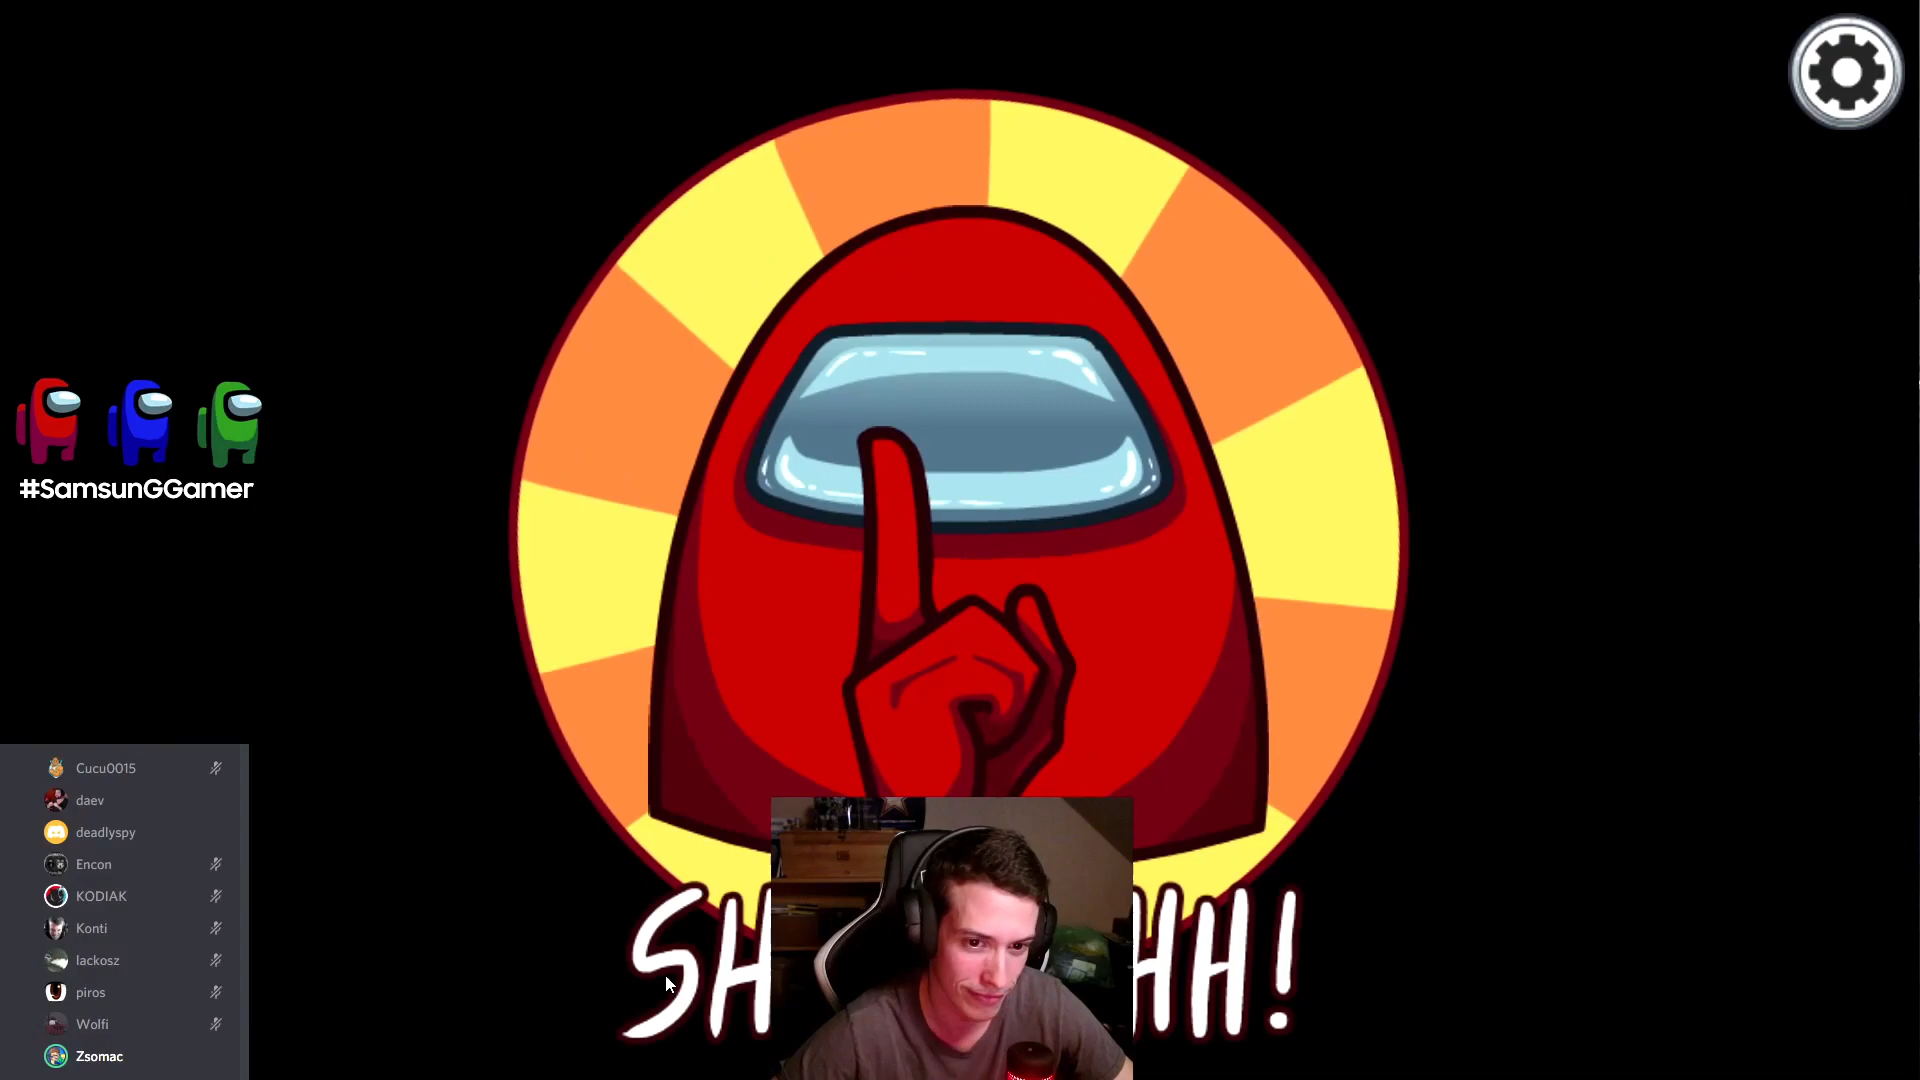 #SamsunGGamer
Cucu0015
daev
deadlyspy
Encon
KODIAK
Konti
lackosz
piros
Wolfi
Zsomac
SH HH!